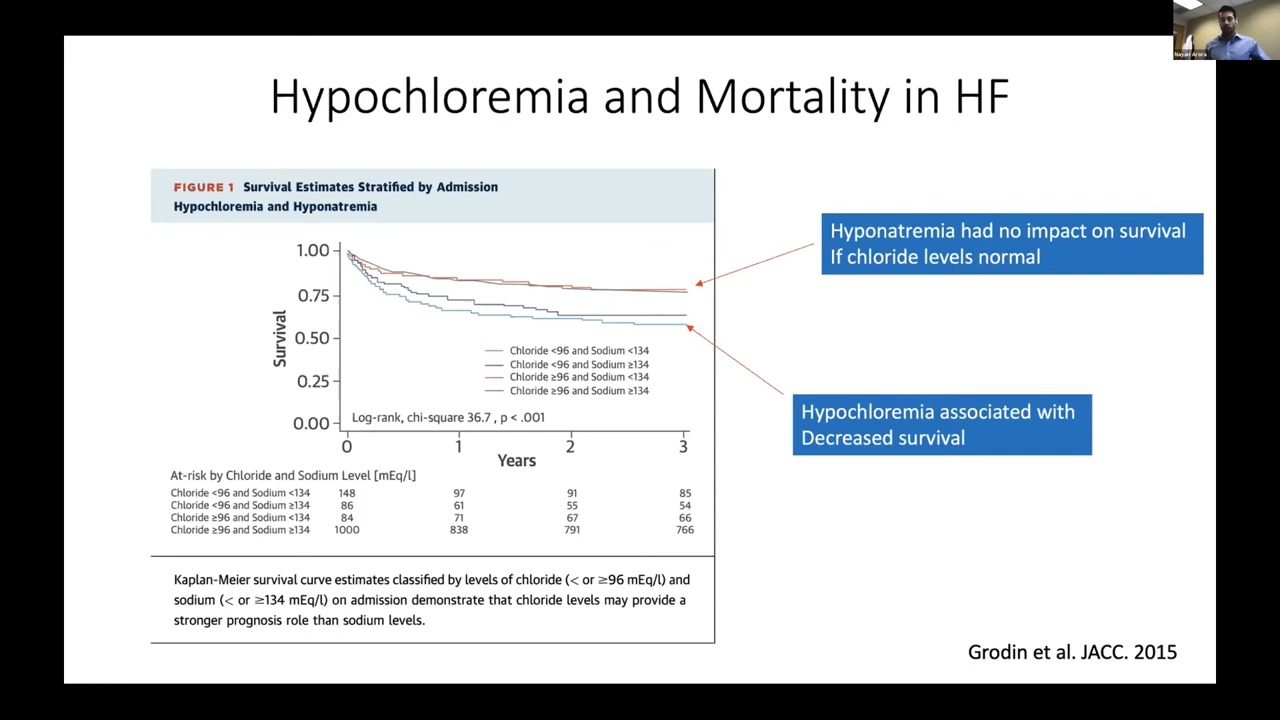 Nayan Arora
Hypochloremia and Mortality in HF
FIGURE 1 Survival Estimates Stratified by Admission
Hypochloremia and Hyponatremia
1.00
0.75
0.50
0.25
0.00
Survival
Chloride <96 and Sodium <134
Chloride <96 and Sodium ≥134
Chloride ≥96 and Sodium <134
Chloride ≥96 and Sodium ≥134
Log-rank, chi-square 36.7 , p < .001
0 1 2 3
Years
At-risk by Chloride and Sodium Level [mEq/l]
Chloride <96 and Sodium <134 148 97 91 85
Chloride <96 and Sodium ≥134 86 61 55 54
Chloride ≥96 and Sodium <134 84 71 67 66
Chloride ≥96 and Sodium ≥134 1000 838 791 766
Kaplan-Meier survival curve estimates classified by levels of chloride (< or ≥96 mEq/l) and
sodium (< or ≥134 mEq/l) on admission demonstrate that chloride levels may provide a
stronger prognosis role than sodium levels.
Hyponatremia had no impact on survival
If chloride levels normal
Hypochloremia associated with
Decreased survival
Grodin et al. JACC. 2015